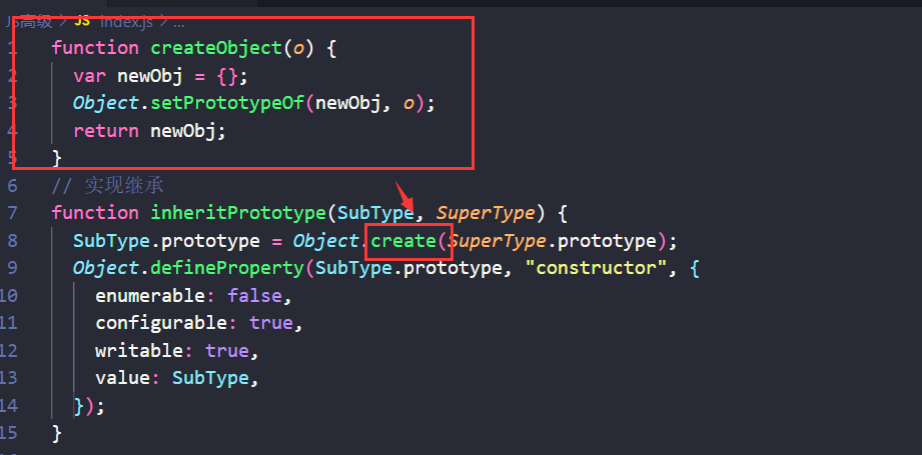 JS高级 > JS index.js > ...
1 function createObject(o) {
2 var newObj = {};
3 Object.setPrototypeOf(newObj, o);
4 return newObj;
5 }
6 // 实现继承
7 function inheritPrototype(SubType, SuperType) {
8 SubType.prototype = Object.create(SuperType.prototype);
9 Object.defineProperty(SubType.prototype, "constructor", {
10 enumerable: false,
11 configurable: true,
12 writable: true,
13 value: SubType,
14 });
15 }